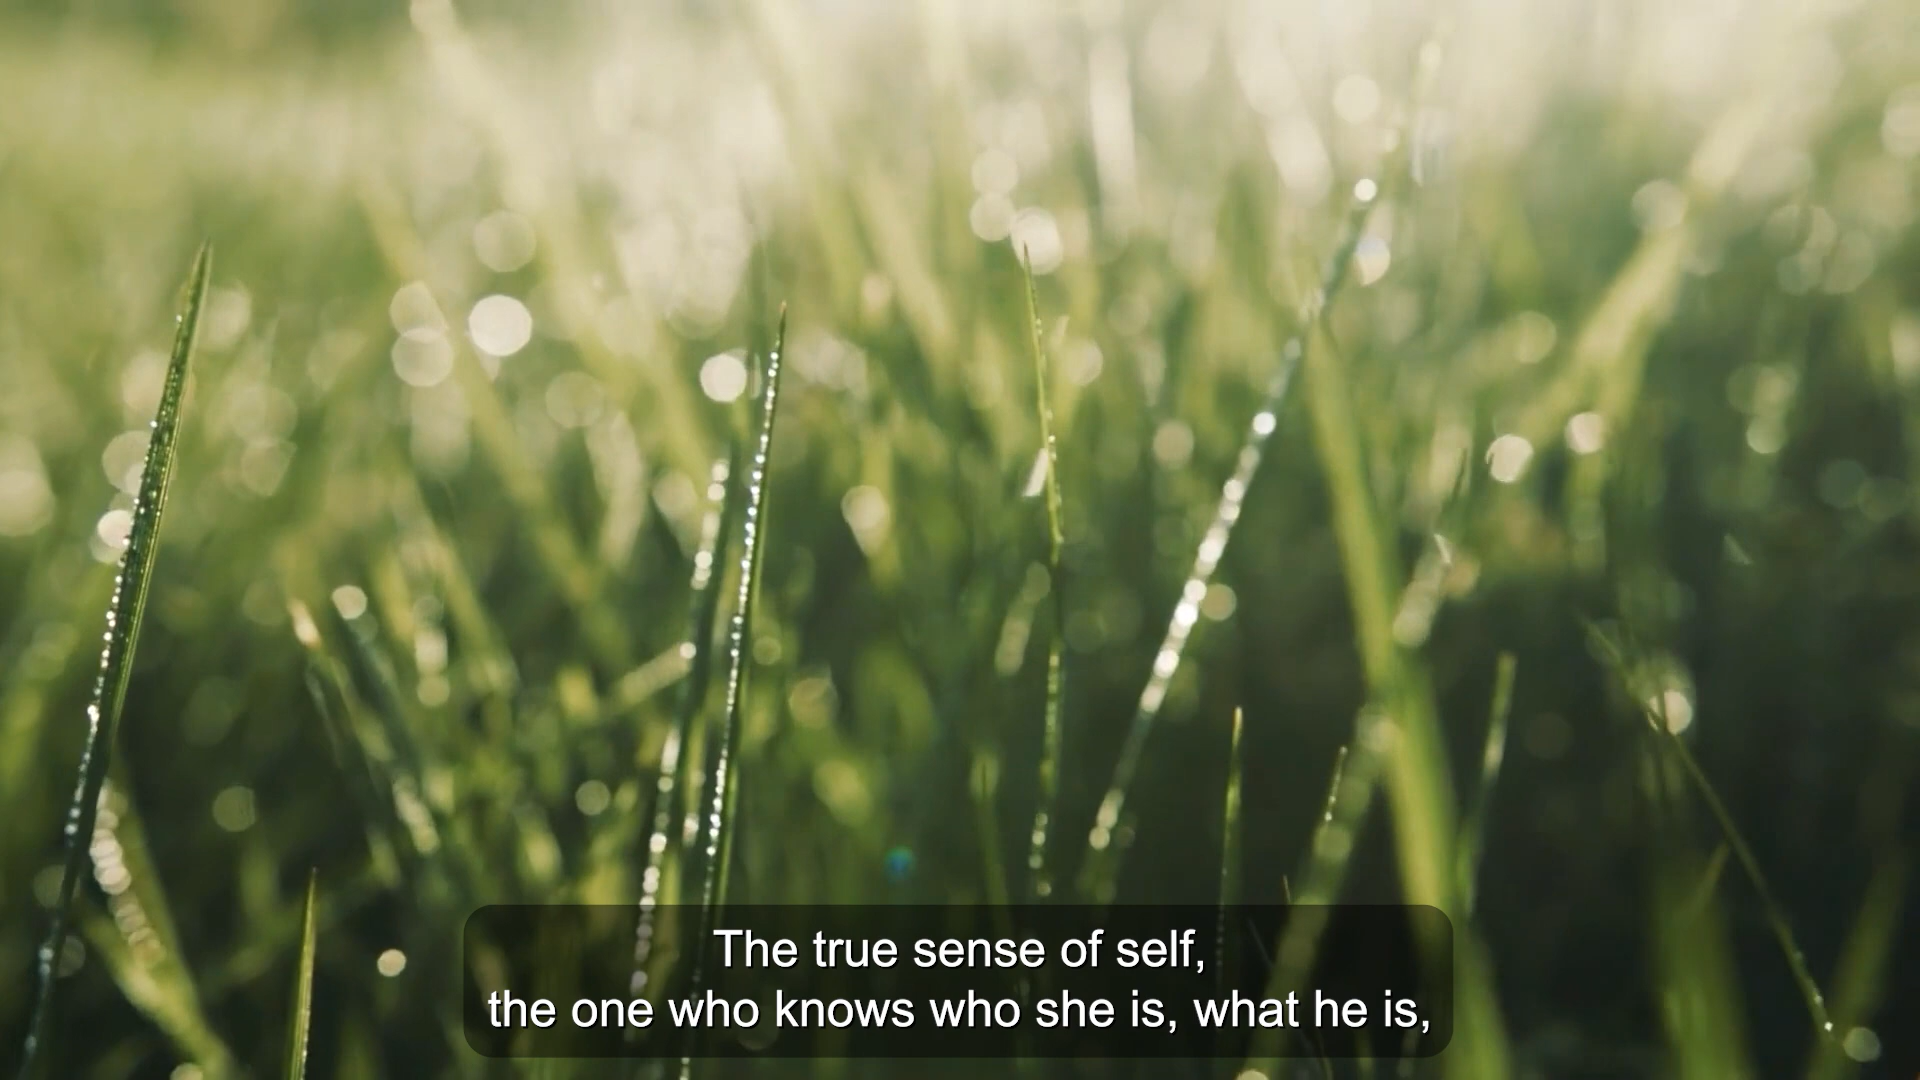 The true sense of self,
the one who knows who she is, what he is,